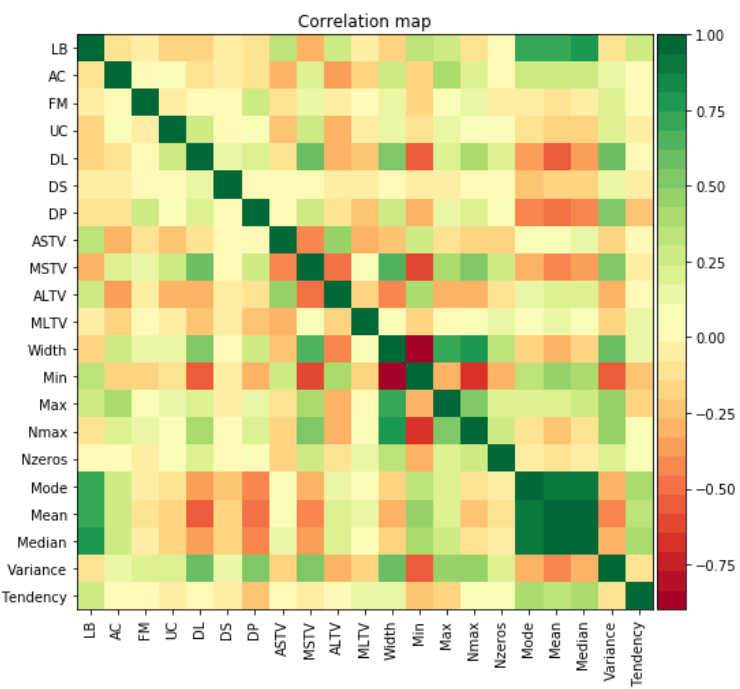 Correlation map
LB
AC
FM
UC
DL
DS
DP
ASTV
MSTV
ALTV
MLTV
Width
Min
Max
Nmax
Nzeros
Mode
Mean
Median
Variance
Tendency
LB AC FM UC DL DS DP ASTV MSTV ALTV MLTV Width Min Max Nmax Nzeros Mode Mean Median Variance Tendency
1.00
0.75
0.50
0.25
0.00
−0.25
−0.50
−0.75